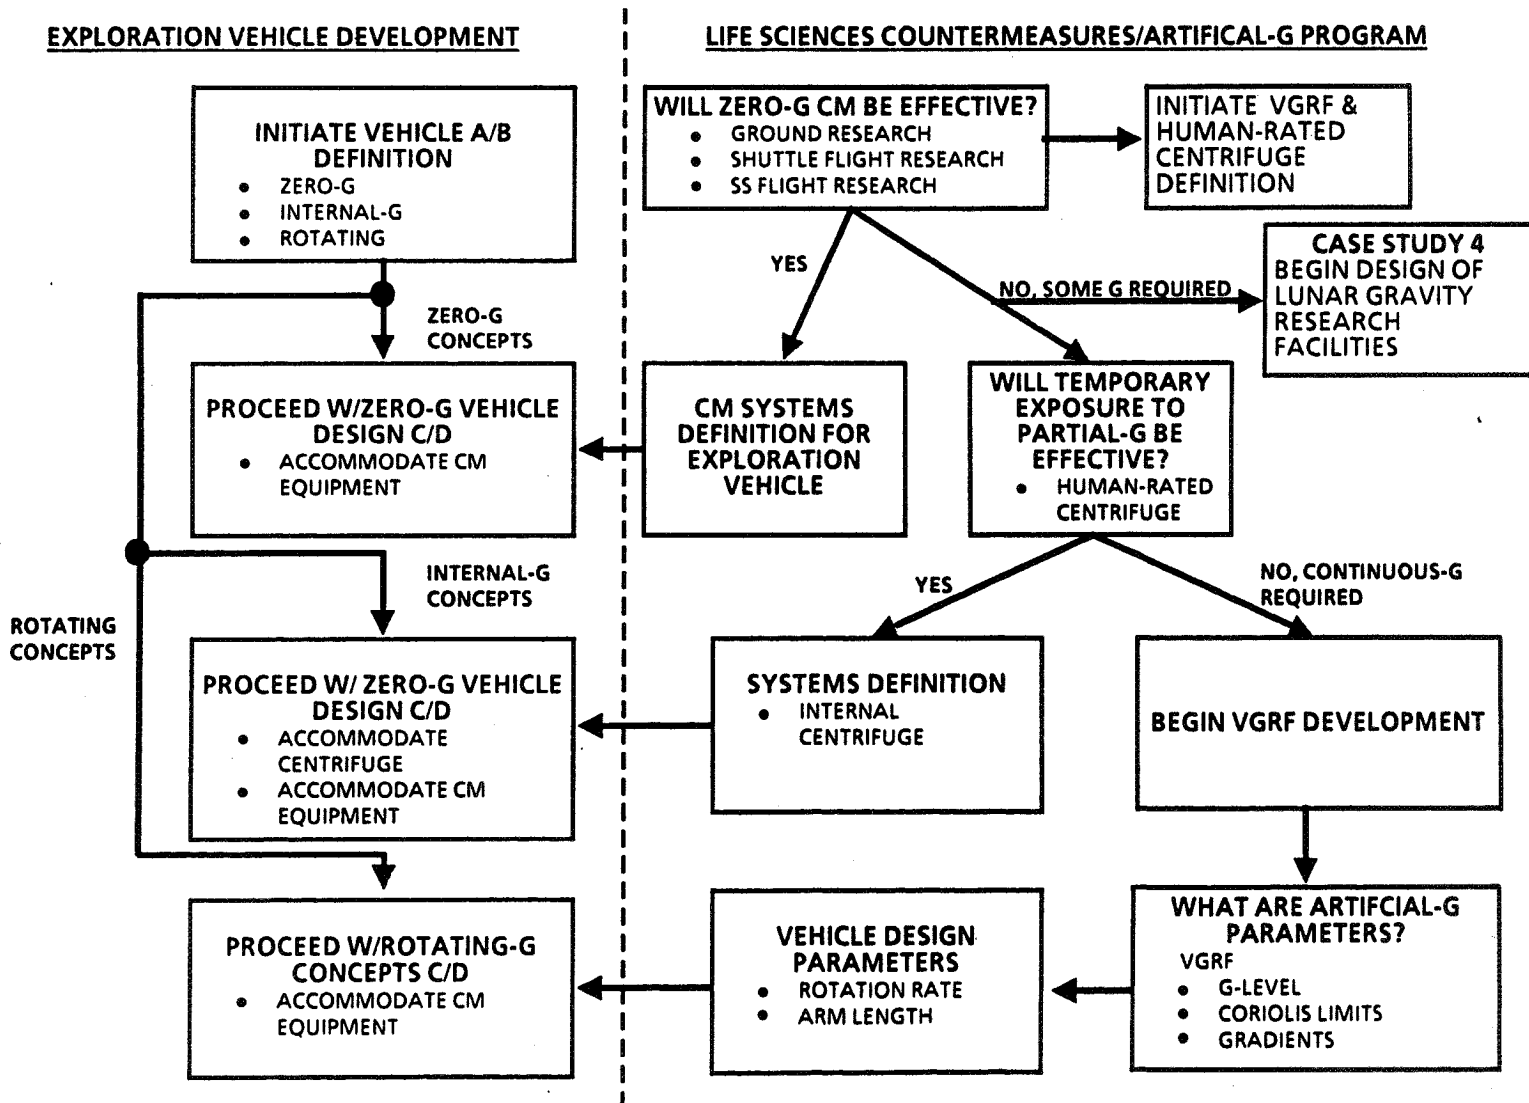 EXPLORATION VEHICLE DEVELOPMENT
LIFE SCIENCES COUNTERMEASURES/ARTIFICAL-G PROGRAM
INITIATE VEHICLE A/B
DEFINITION
• ZERO-G
• INTERNAL-G
• ROTATING
WILL ZERO-G CM BE EFFECTIVE?
• GROUND RESEARCH
• SHUTTLE FLIGHT RESEARCH
• SS FLIGHT RESEARCH
INITIATE VGRF &
HUMAN-RATED
CENTRIFUGE
DEFINITION
YES
NO, SOME G REQUIRED
CASE STUDY 4
BEGIN DESIGN OF
LUNAR GRAVITY
RESEARCH
FACILITIES
ZERO-G
CONCEPTS
PROCEED W/ZERO-G VEHICLE
DESIGN C/D
• ACCOMMODATE CM
EQUIPMENT
CM SYSTEMS
DEFINITION FOR
EXPLORATION
VEHICLE
WILL TEMPORARY
EXPOSURE TO
PARTIAL-G BE
EFFECTIVE?
• HUMAN-RATED
CENTRIFUGE
INTERNAL-G
CONCEPTS
YES
NO, CONTINUOUS-G
REQUIRED
ROTATING
CONCEPTS
PROCEED W/ ZERO-G VEHICLE
DESIGN C/D
• ACCOMMODATE
CENTRIFUGE
• ACCOMMODATE CM
EQUIPMENT
SYSTEMS DEFINITION
• INTERNAL
CENTRIFUGE
BEGIN VGRF DEVELOPMENT
PROCEED W/ROTATING-G
CONCEPTS C/D
• ACCOMMODATE CM
EQUIPMENT
VEHICLE DESIGN
PARAMETERS
• ROTATION RATE
• ARM LENGTH
WHAT ARE ARTIFCIAL-G
PARAMETERS?
VGRF
• G-LEVEL
• CORIOLIS LIMITS
• GRADIENTS